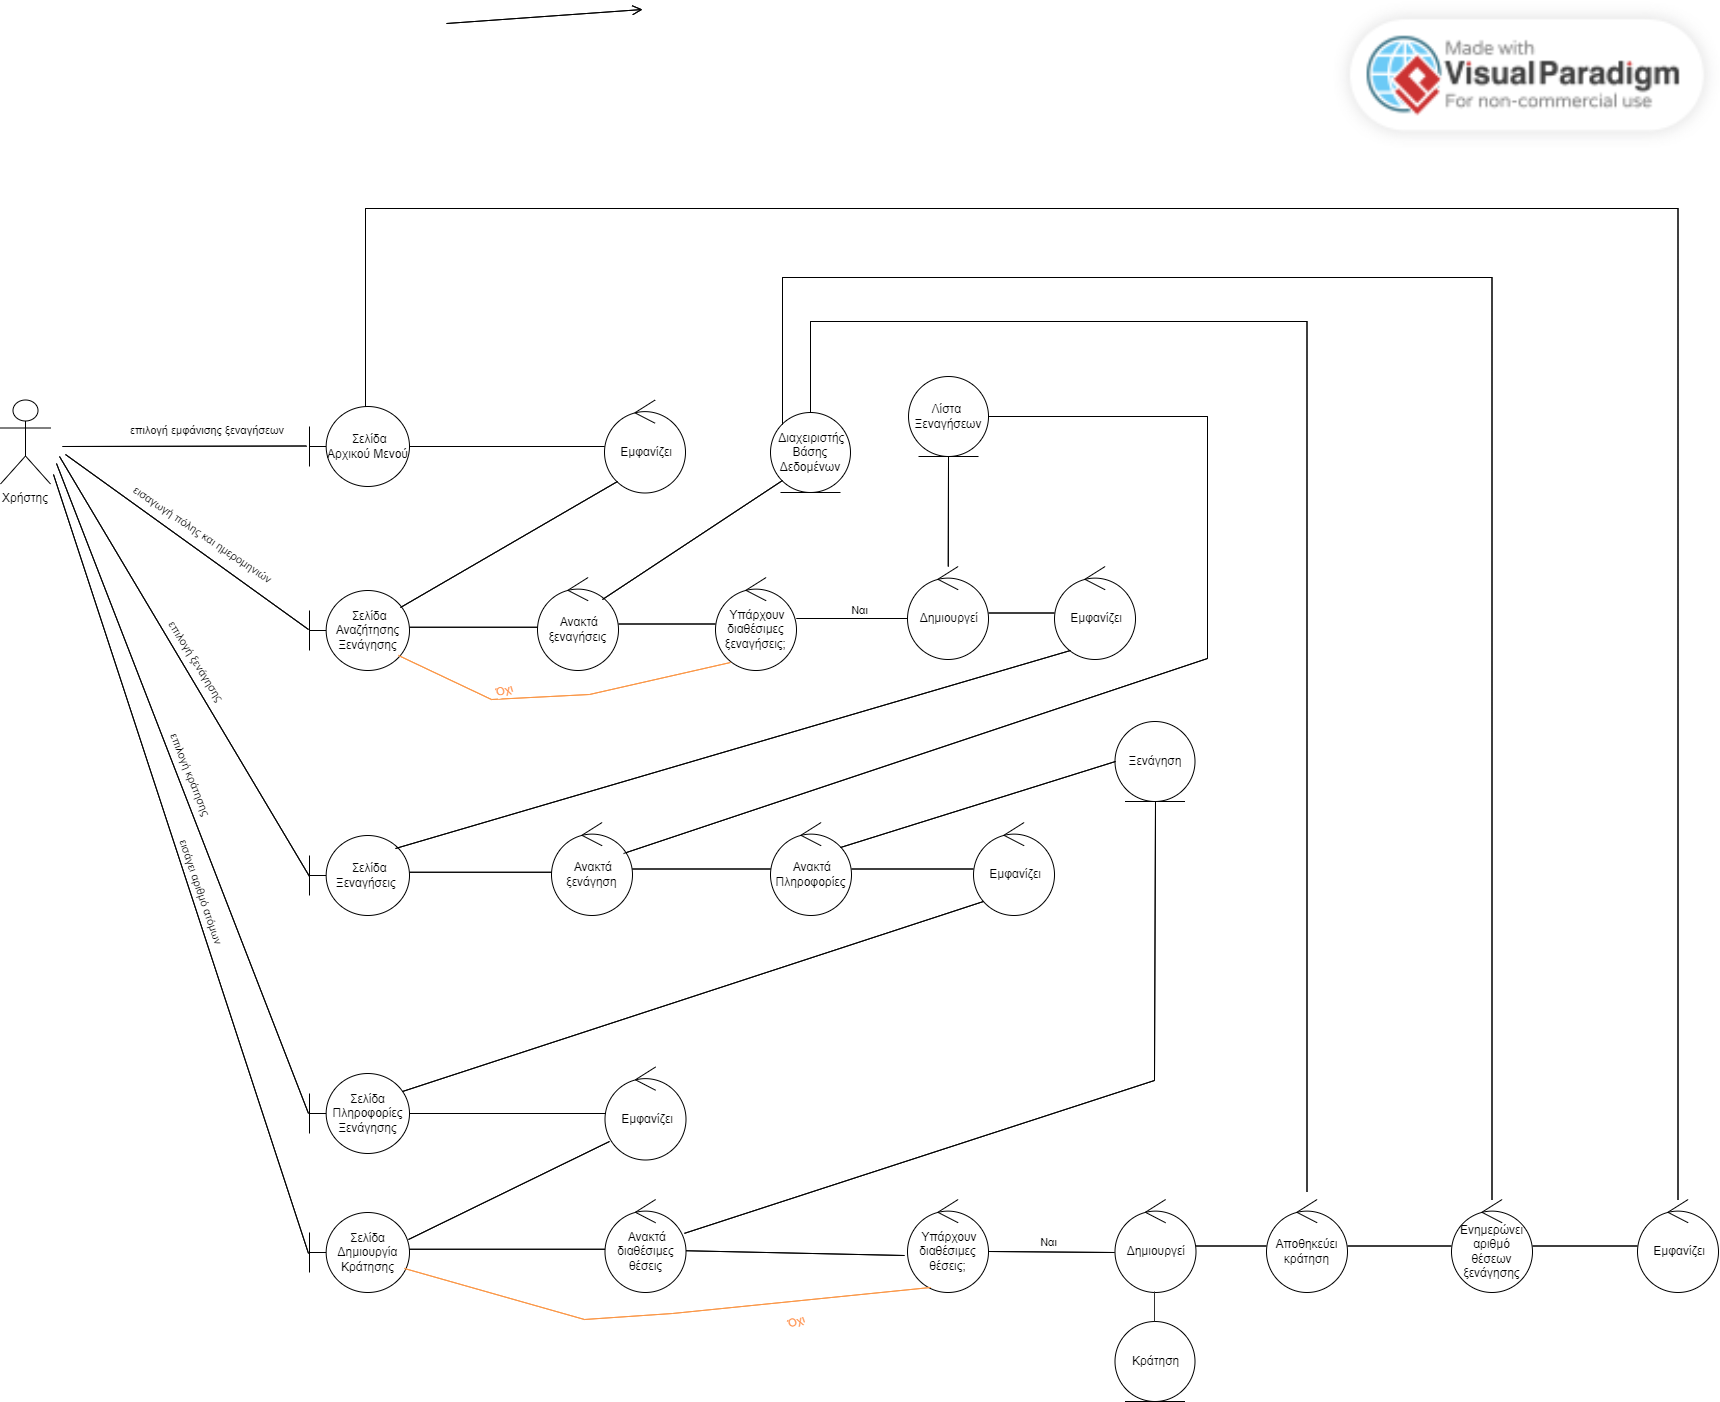 Made with
Visual Paradigm
For non-commercial use
επιλογή εμφάνισης ξεναγήσεων
Σελίδα
Αρχικού Μενού
Εμφανίζει
Διαχειριστής
Βάσης
Δεδομένων
Λίστα
Ξεναγήσεων
Χρήστης
εισαγωγή πόλης και ημερομηνιών
Σελίδα
Αναζήτησης
Ξενάγησης
Ανακτά
ξεναγήσεις
Υπάρχουν
διαθέσιμες
ξεναγήσεις;
Ναι
Δημιουργεί
Εμφανίζει
Όχι
επιλογή ξενάγησης
Ξενάγηση
επιλογή κράτησης
Σελίδα
Ξεναγήσεις
Ανακτά
ξενάγηση
Ανακτά
Πληροφορίες
Εμφανίζει
εισάγει αριθμό ατόμων
Σελίδα
Πληροφορίες
Ξενάγησης
Εμφανίζει
Σελίδα
Δημιουργία
Κράτησης
Ανακτά
διαθέσιμες
θέσεις
Υπάρχουν
διαθέσιμες
θέσεις;
Ναι
Δημιουργεί
Αποθηκεύει
κράτηση
Ενημερώνει
αριθμό
θέσεων
ξενάγησης
Εμφανίζει
Όχι
Κράτηση